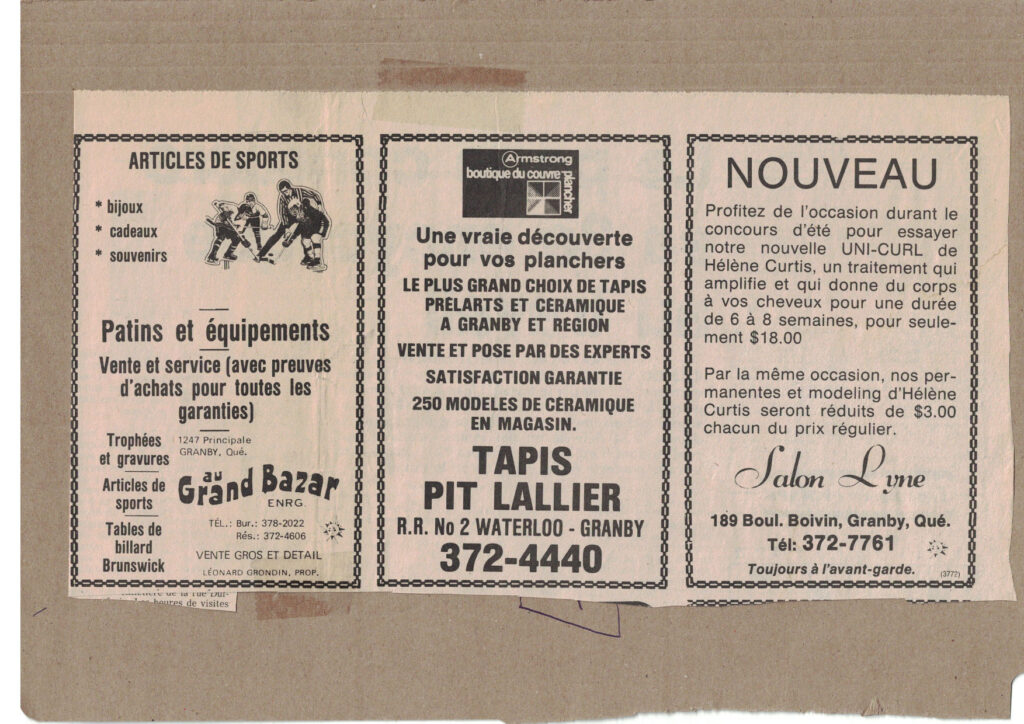 ARTICLES DE SPORTS
* bijoux
* cadeaux
* souvenirs
Patins et équipements
Vente et service (avec preuves
d'achats pour toutes les
garanties)
Trophées
et gravures
Articles de
sports
Tables de
billard
Brunswick
1247 Principale
GRANBY, Qué.
au
Grand Bazar
ENRG.
TÉL.: Bur.: 378-2022
Rés.: 372-4606
VENTE GROS ET DETAIL
LÉONARD GRONDIN, PROP.
Armstrong
boutique du couvre
plancher
Une vraie découverte
pour vos planchers
LE PLUS GRAND CHOIX DE TAPIS
PRÉLARTS ET CÉRAMIQUE
A GRANBY ET RÉGION
VENTE ET POSE PAR DES EXPERTS
SATISFACTION GARANTIE
250 MODELES DE CÉRAMIQUE
EN MAGASIN.
TAPIS
PIT LALLIER
R.R. No 2 WATERLOO - GRANBY
372-4440
NOUVEAU
Profitez de l'occasion durant le
concours d'été pour essayer
notre nouvelle UNI-CURL de
Hélène Curtis, un traitement qui
amplifie et qui donne du corps
à vos cheveux pour une durée
de 6 à 8 semaines, pour seule-
ment $18.00
Par la même occasion, nos per-
manentes et modeling d'Hélène
Curtis seront réduits de $3.00
chacun du prix régulier.
Salon Lyne
189 Boul. Boivin, Granby, Qué.
Tél: 372-7761
Toujours à l'avant-garde.
(3772)
de la rue Du-
heures de visites